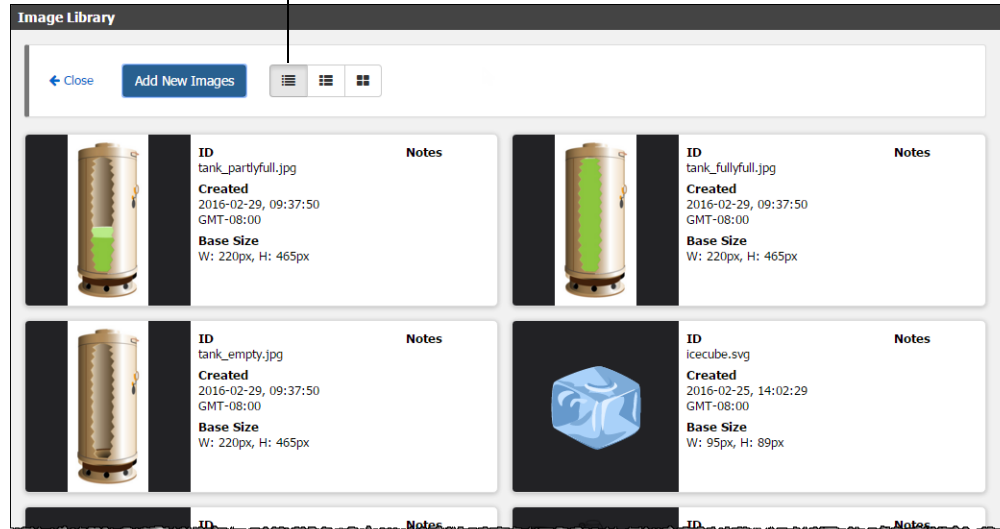 Image Library
Close
Add New Images
ID
tank_partlyfull.jpg
Created
2016-02-29, 09:37:50
GMT-08:00
Base Size
W: 220px, H: 465px
Notes
ID
tank_fullyfull.jpg
Created
2016-02-29, 09:37:50
GMT-08:00
Base Size
W: 220px, H: 465px
Notes
ID
tank_empty.jpg
Created
2016-02-29, 09:37:50
GMT-08:00
Base Size
W: 220px, H: 465px
Notes
ID
icecube.svg
Created
2016-02-25, 14:02:29
GMT-08:00
Base Size
W: 95px, H: 89px
Notes
ID
Notes
ID
Notes